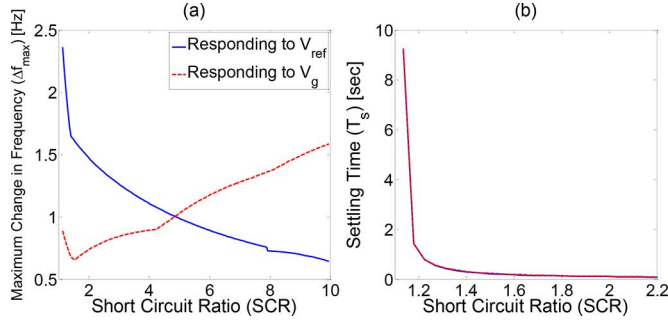 (a)
Maximum Change in Frequency (Δfmax) [Hz]
2.5
2
1.5
1
0.5
Responding to Vref
Responding to Vg
2 4 6 8 10
Short Circuit Ratio (SCR)
(b)
Settling Time (Ts) [sec]
10
8
6
4
2
0
1.2 1.4 1.6 1.8 2 2.2
Short Circuit Ratio (SCR)